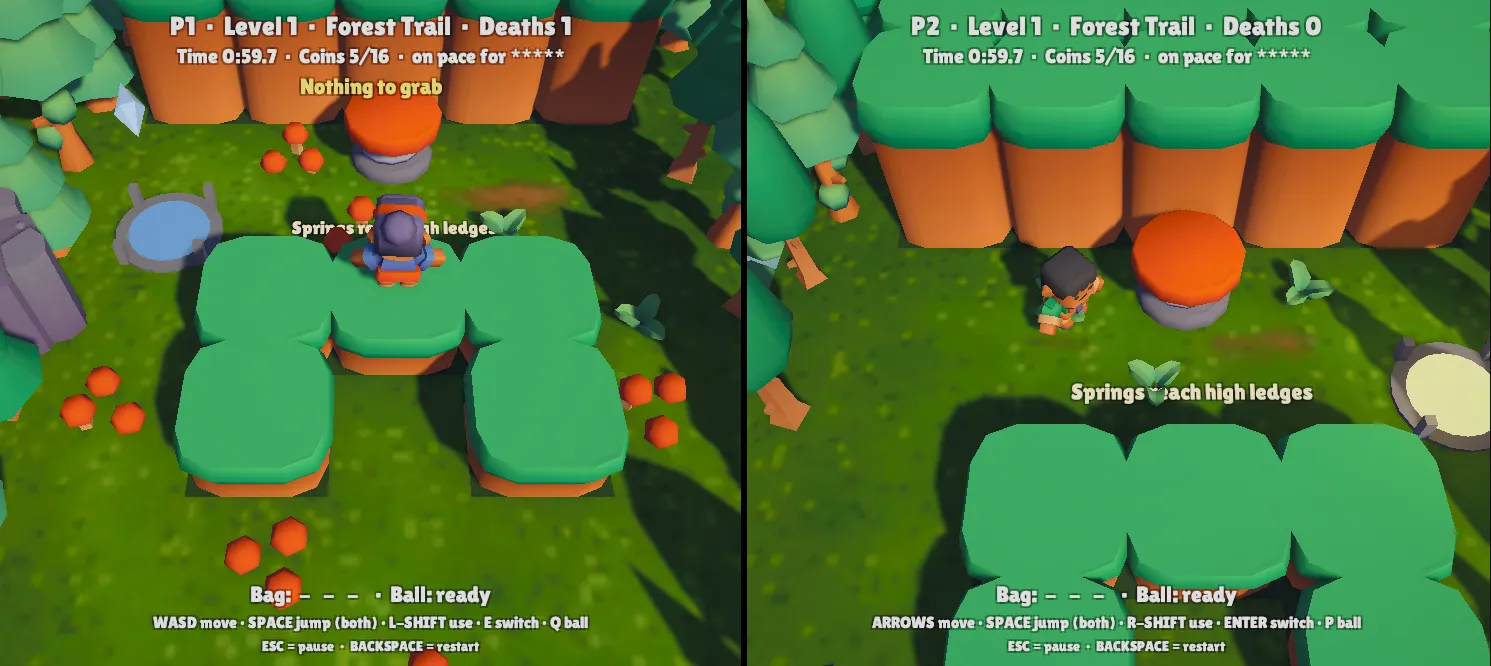 P1 · Level 1 · Forest Trail · Deaths 1
Time 0:59.7 · Coins 5/16 · on pace for *****
Nothing to grab
Springs high ledges
Bag: – – – · Ball: ready
WASD move · SPACE jump (both) · L-SHIFT use · E switch · Q ball
ESC = pause · BACKSPACE = restart
P2 · Level 1 · Forest Trail · Deaths 0
Time 0:59.7 · Coins 5/16 · on pace for *****
Springs reach high ledges
Bag: – – – · Ball: ready
ARROWS move · SPACE jump (both) · R-SHIFT use · ENTER switch · P ball
ESC = pause · BACKSPACE = restart